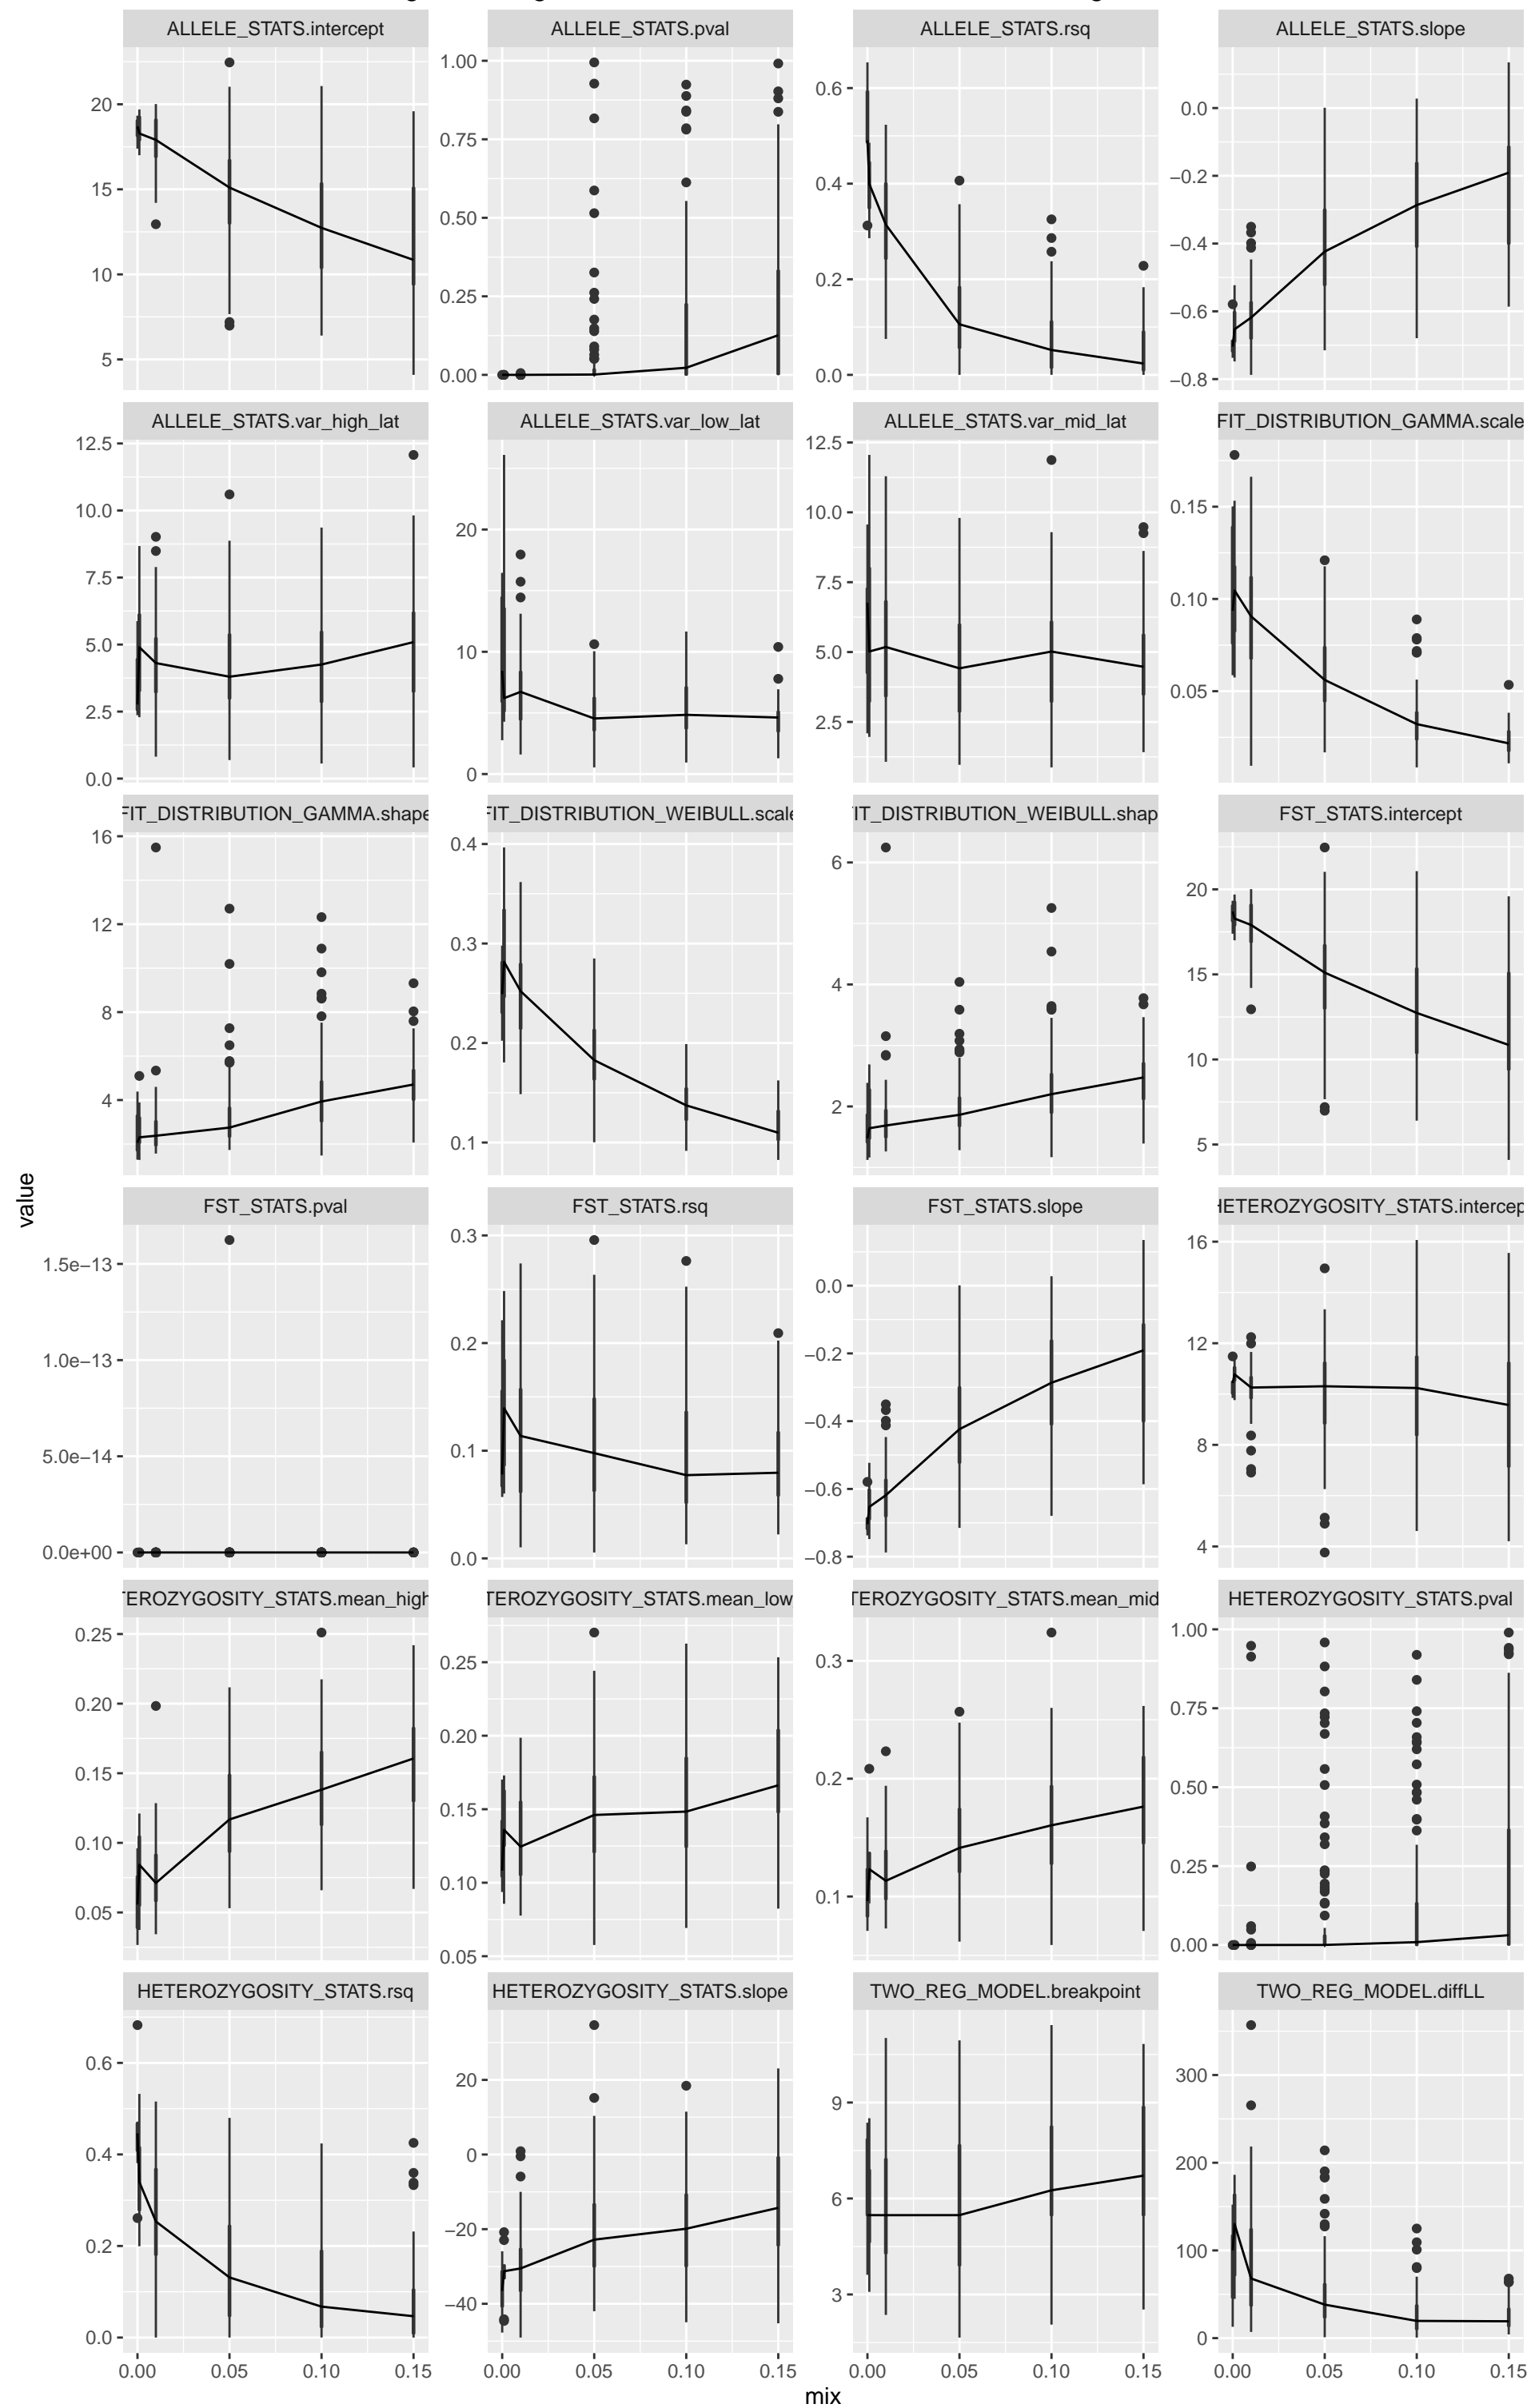 ALLELE_STATS.intercept
ALLELE_STATS.pval
ALLELE_STATS.rsq
ALLELE_STATS.slope
20
15
10
5
1.00
0.75
0.50
0.25
0.00
0.6
0.4
0.2
0.0
0.0
−0.2
−0.4
−0.6
−0.8
ALLELE_STATS.var_high_lat
ALLELE_STATS.var_low_lat
ALLELE_STATS.var_mid_lat
FIT_DISTRIBUTION_GAMMA.scale
12.5
10.0
7.5
5.0
2.5
0.0
20
10
0
12.5
10.0
7.5
5.0
2.5
0.15
0.10
0.05
FIT_DISTRIBUTION_GAMMA.shape
FIT_DISTRIBUTION_WEIBULL.scale
IT_DISTRIBUTION_WEIBULL.shap
FST_STATS.intercept
16
12
8
4
0.4
0.3
0.2
0.1
6
4
2
20
15
10
5
value
FST_STATS.pval
FST_STATS.rsq
FST_STATS.slope
HETEROZYGOSITY_STATS.intercep
1.5e−13
1.0e−13
5.0e−14
0.0e+00
0.3
0.2
0.1
0.0
0.0
−0.2
−0.4
−0.6
−0.8
16
12
8
4
TEROZYGOSITY_STATS.mean_high
TEROZYGOSITY_STATS.mean_low
TEROZYGOSITY_STATS.mean_mid
HETEROZYGOSITY_STATS.pval
0.25
0.20
0.15
0.10
0.05
0.25
0.20
0.15
0.10
0.05
0.3
0.2
0.1
1.00
0.75
0.50
0.25
0.00
HETEROZYGOSITY_STATS.rsq
HETEROZYGOSITY_STATS.slope
TWO_REG_MODEL.breakpoint
TWO_REG_MODEL.diffLL
0.6
0.4
0.2
0.0
20
0
−20
−40
9
6
3
300
200
100
0
0.00 0.05 0.10 0.15
0.00 0.05 0.10 0.15
0.00 0.05 0.10 0.15
0.00 0.05 0.10 0.15
mix